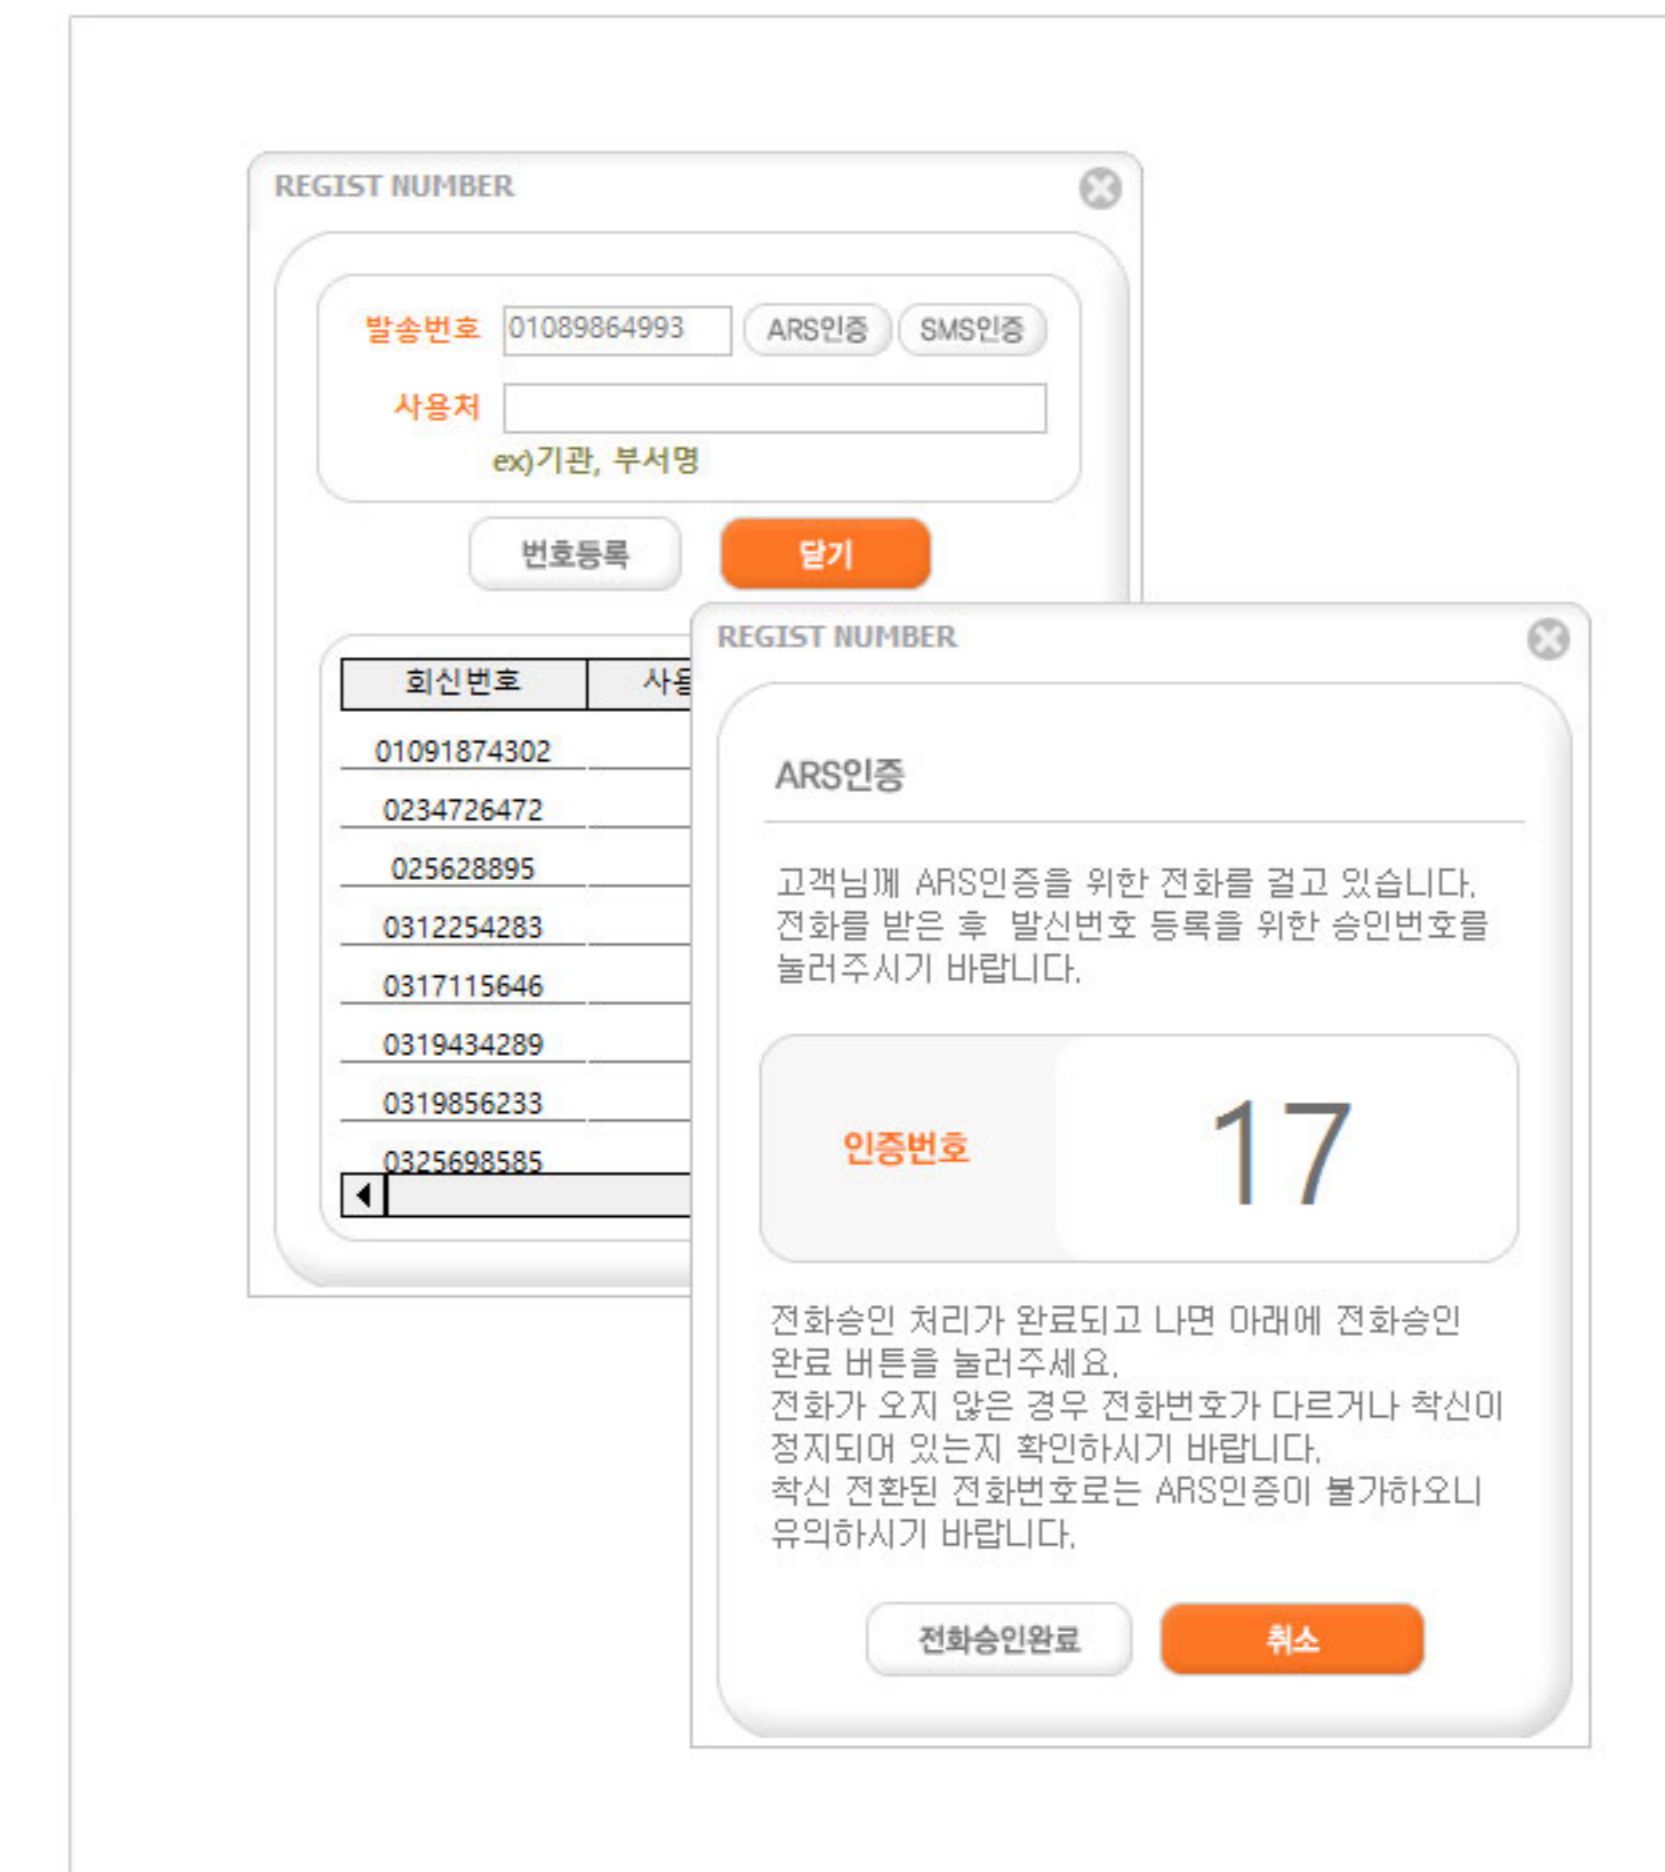 REGIST NUMBER
발송번호 01089864993 ARS인증 SMS인증
사용처
ex)기관, 부서명
번호등록 닫기
회신번호
01091874302
0234726472
025628895
0312254283
0317115646
0319434289
0319856233
0325698585
REGIST NUMBER
ARS인증
고객님께 ARS인증을 위한 전화를 걸고 있습니다.
전화를 받은 후 발신번호 등록을 위한 승인번호를
눌러주시기 바랍니다.
인증번호 17
전화승인 처리가 완료되고 나면 아래에 전화승인
완료 버튼을 눌러주세요.
전화가 오지 않은 경우 전화번호가 다르거나 착신이
정지되어 있는지 확인하시기 바랍니다.
착신 전환된 전화번호로는 ARS인증이 불가하오니
유의하시기 바랍니다.
전화승인완료 취소